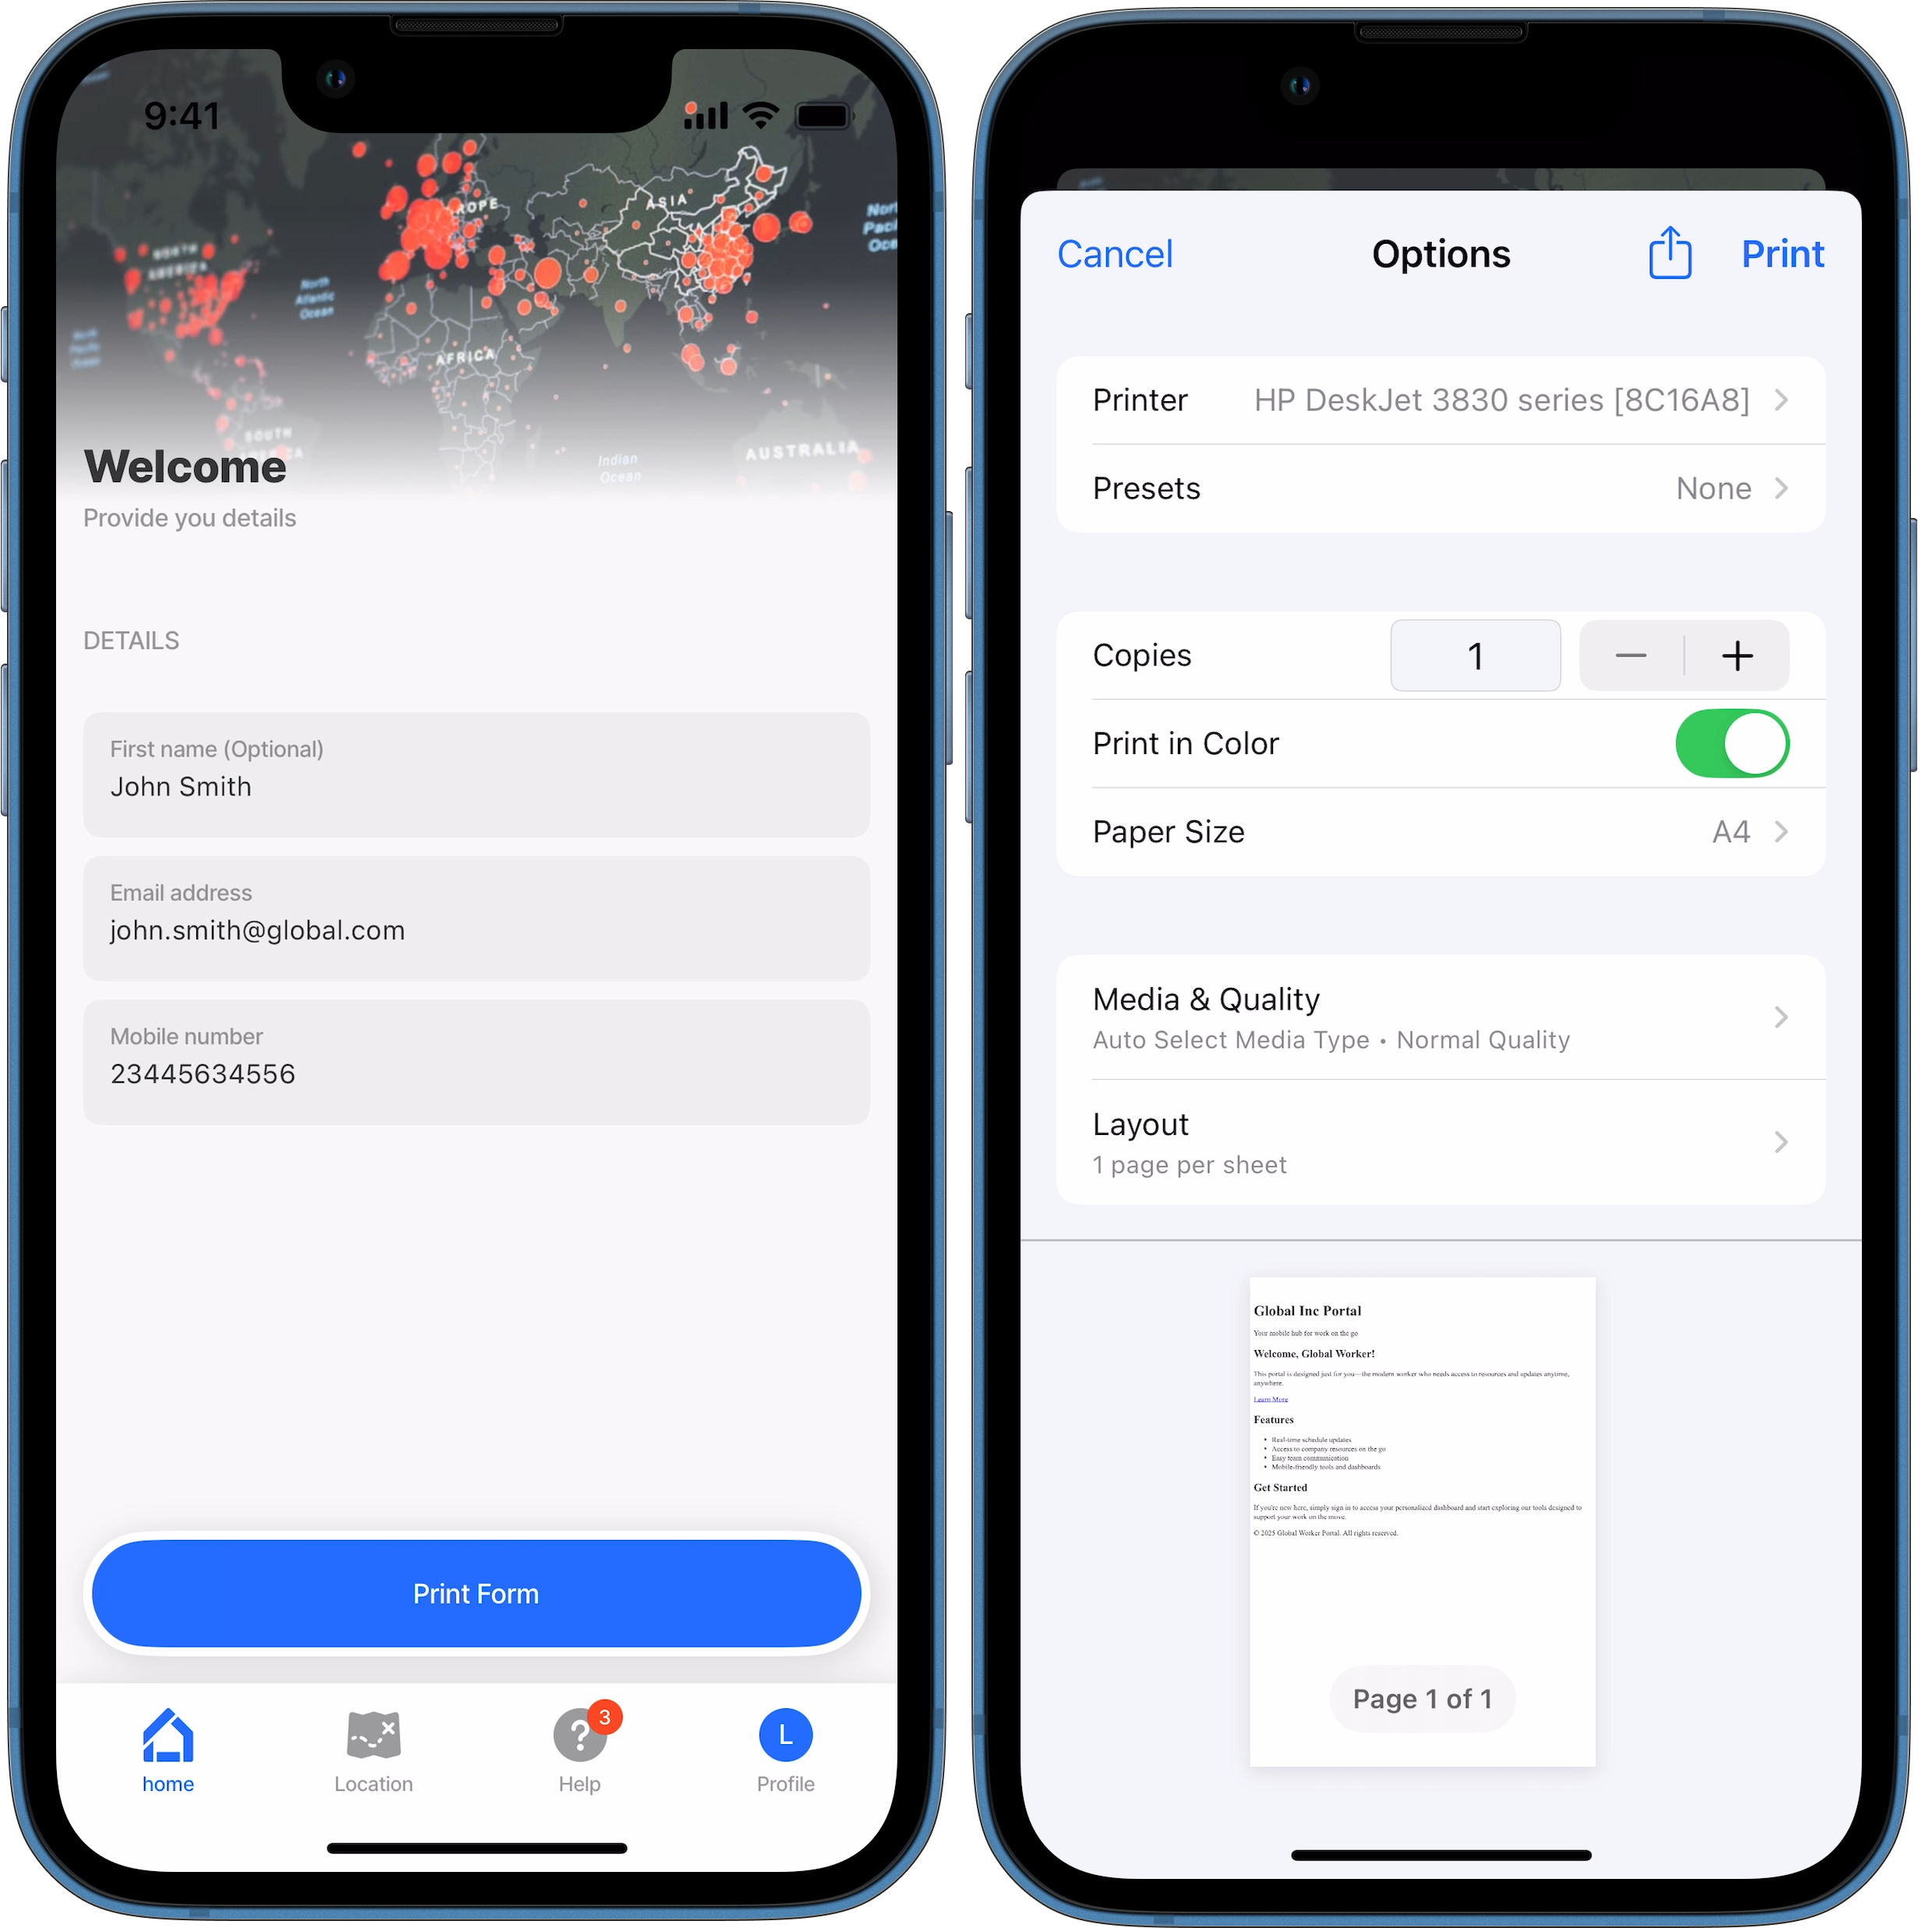 9:41
NORTH
AMERICA
North
Atlantic
Ocean
ASIA
AFRICA
SOUTH
Indian
Ocean
AUSTRALIA
Welcome
Provide you details
DETAILS
First name (Optional)
John Smith
Email address
john.smith@global.com
Mobile number
23445634556
Print Form
home
Location
3
Help
L
Profile
Cancel
Options
Print
Printer
HP DeskJet 3830 series [8C16A8]
Presets
None
Copies
1
Print in Color
Paper Size
A4
Media & Quality
Auto Select Media Type • Normal Quality
Layout
1 page per sheet
Global Inc Portal
Your mobile hub for work on the go
Welcome, Global Worker!
This portal is designed just for you—the modern worker who needs access to resources and updates anytime,
anywhere.
Learn More
Features
• Real-time schedule updates
• Access to company resources on the go
• Easy team communication
• Mobile-friendly tools and dashboards
Get Started
If you're new here, simply sign in to access your personalized dashboard and start exploring our tools designed to
support your work on the move.
© 2025 Global Worker Portal. All rights reserved.
Page 1 of 1